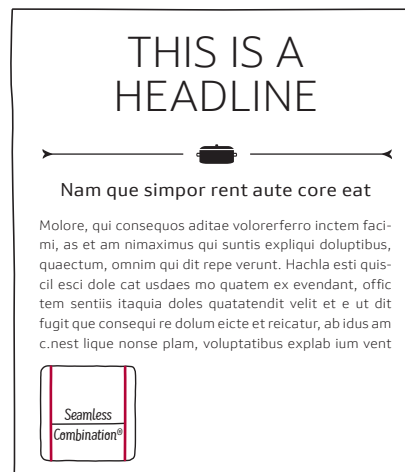 THIS IS A
HEADLINE
Nam que simpor rent aute core eat
Molore, qui consequos aditae volorerferro inctem faci-
mi, as et am nimaximus qui suntis expliqui doluptibus,
quaectum, omnim qui dit repe verunt. Hachla esti quis-
cil esci dole cat usdaes mo quatem ex evendant, offic
tem sentiis itaquia doles quatatendit velit et e ut dit
fugit que consequi re dolum eicte et reicatur, ab idus am
c.nest lique nonse plam, voluptatibus explab ium vent
Seamless
Combination®